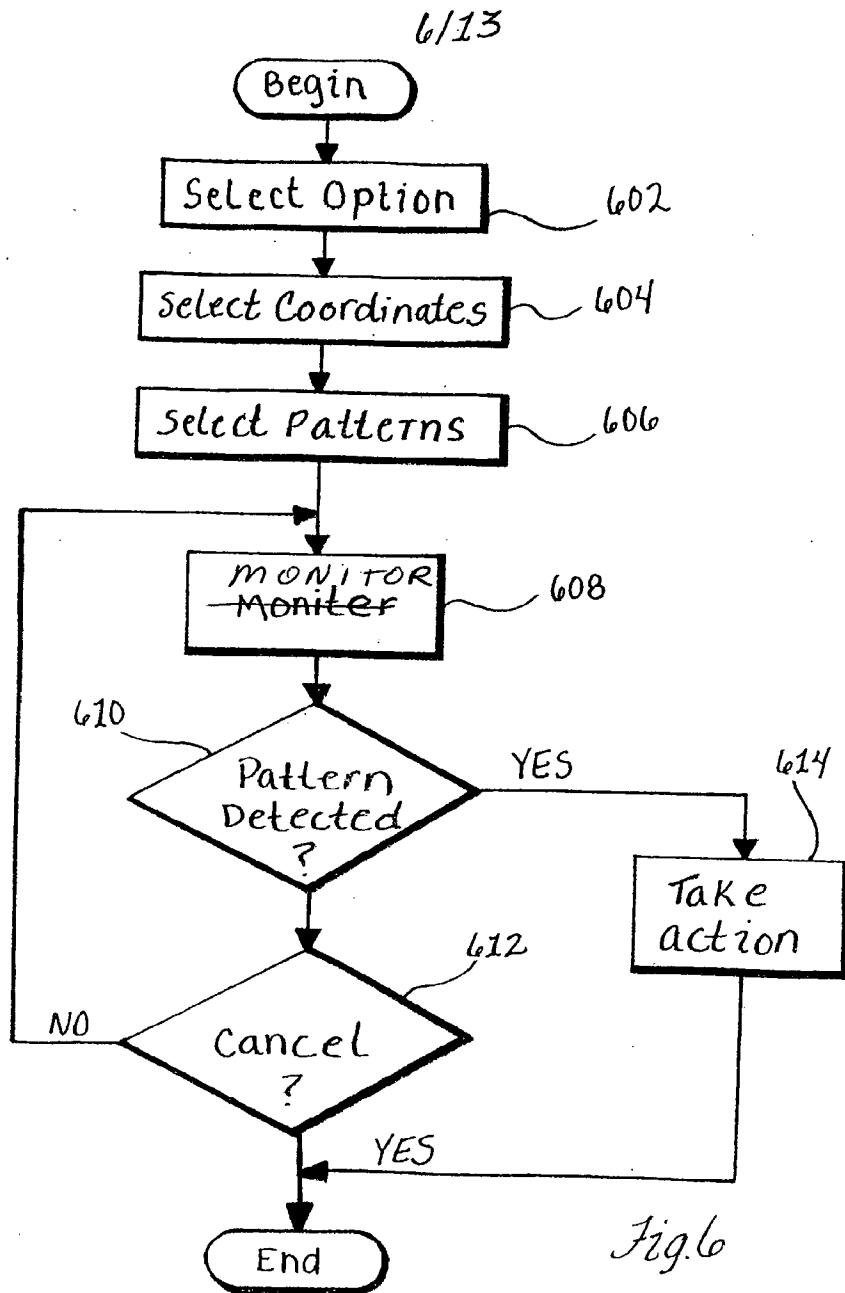 6/13
Begin
Select Option
602
Select Coordinates
604
Select Patterns
606
MONITOR
Moniter
608
610
Pattern
Detected
?
YES
614
Take
action
612
Cancel
?
NO
YES
End
Fig.6